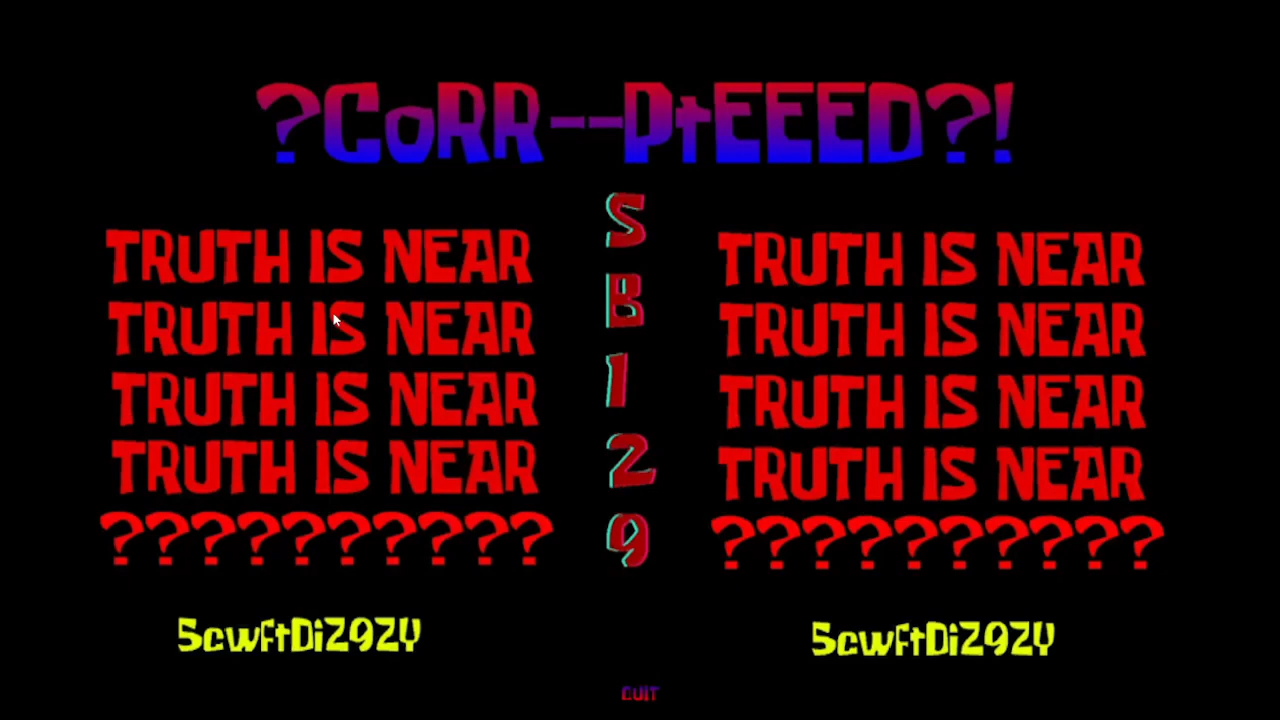 ?CoRR--PtEEED?!
TRUTH IS NEAR
TRUTH IS NEAR
TRUTH IS NEAR
TRUTH IS NEAR
??????????
S
B
1
2
9
TRUTH IS NEAR
TRUTH IS NEAR
TRUTH IS NEAR
TRUTH IS NEAR
??????????
5cwftDiZ9ZY
5cwftDiZ9ZY
QUIT